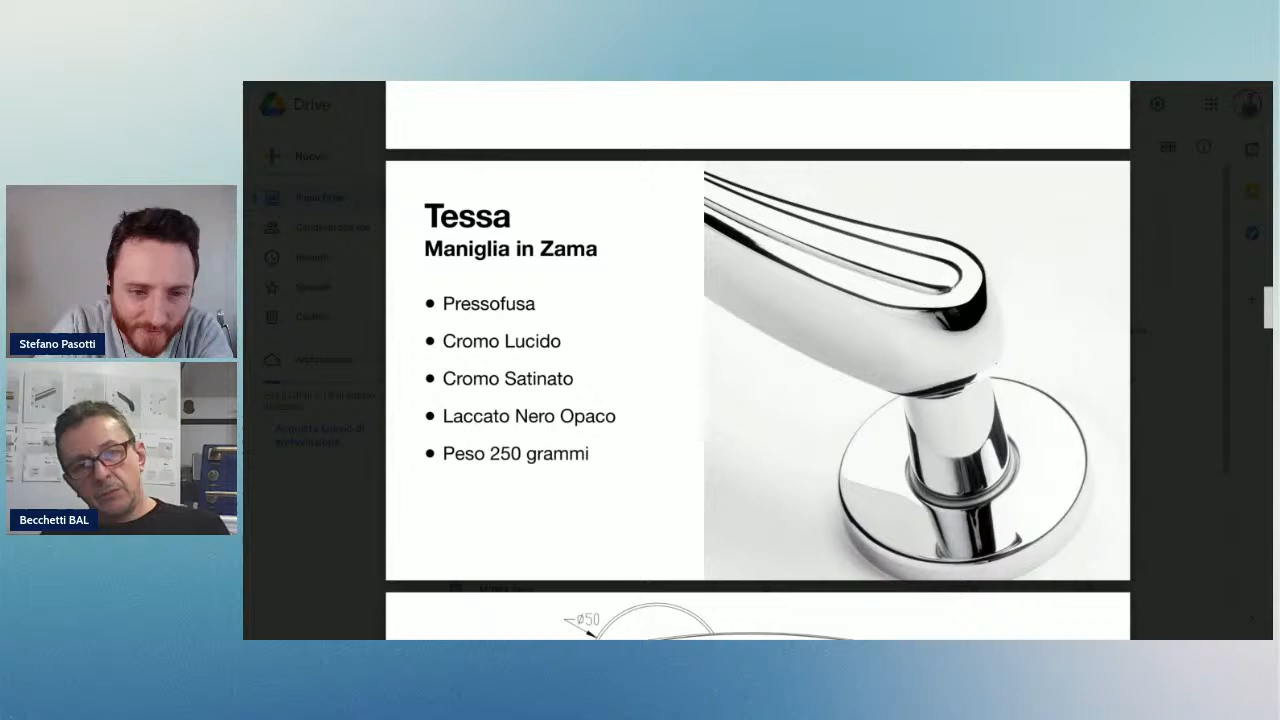 Drive
Nuovo
Tessa
Maniglia in Zama
Pressofusa
Cromo Lucido
Cromo Satinato
Laccato Nero Opaco
Peso 250 grammi
ø50
Stefano Pasotti
Becchetti BAL